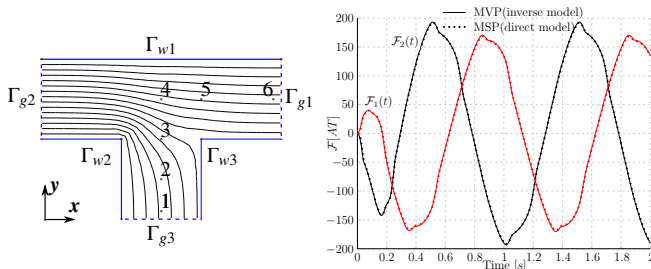 Γw1
Γg2
4
5
6
Γg1
3
Γw2
Γw3
2
y
1
x
Γg3
MVP(inverse model)
MSP(direct model)
200
150
100
50
0
−50
−100
−150
−200
F[AT]
F2(t)
F1(t)
0 0.2 0.4 0.6 0.8 1 1.2 1.4 1.6 1.8 2
Time [s]